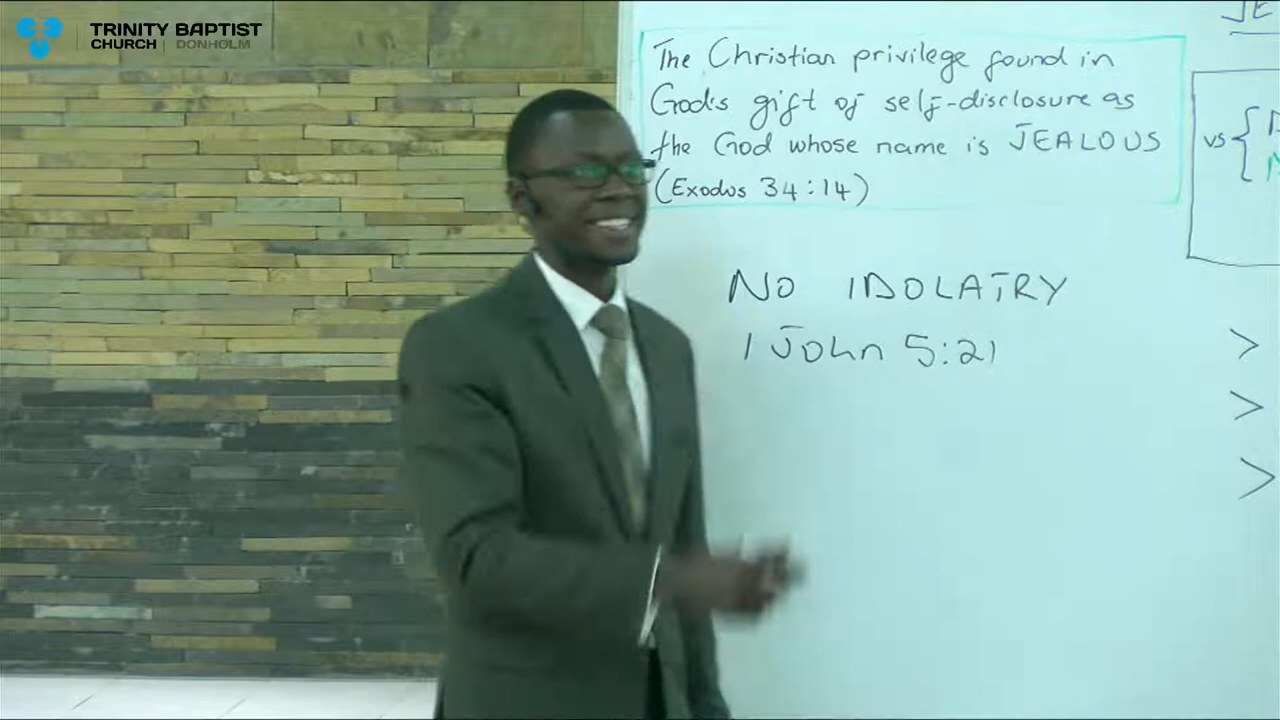 TRINITY BAPTIST
CHURCH | DONHOLM
The Christian privilege found in
God's gift of self-disclosure as
the God whose name is JEALOUS
(Exodus 34:14)
NO IDOLATRY
1 John 5:21
JE
vs {
>
>
>